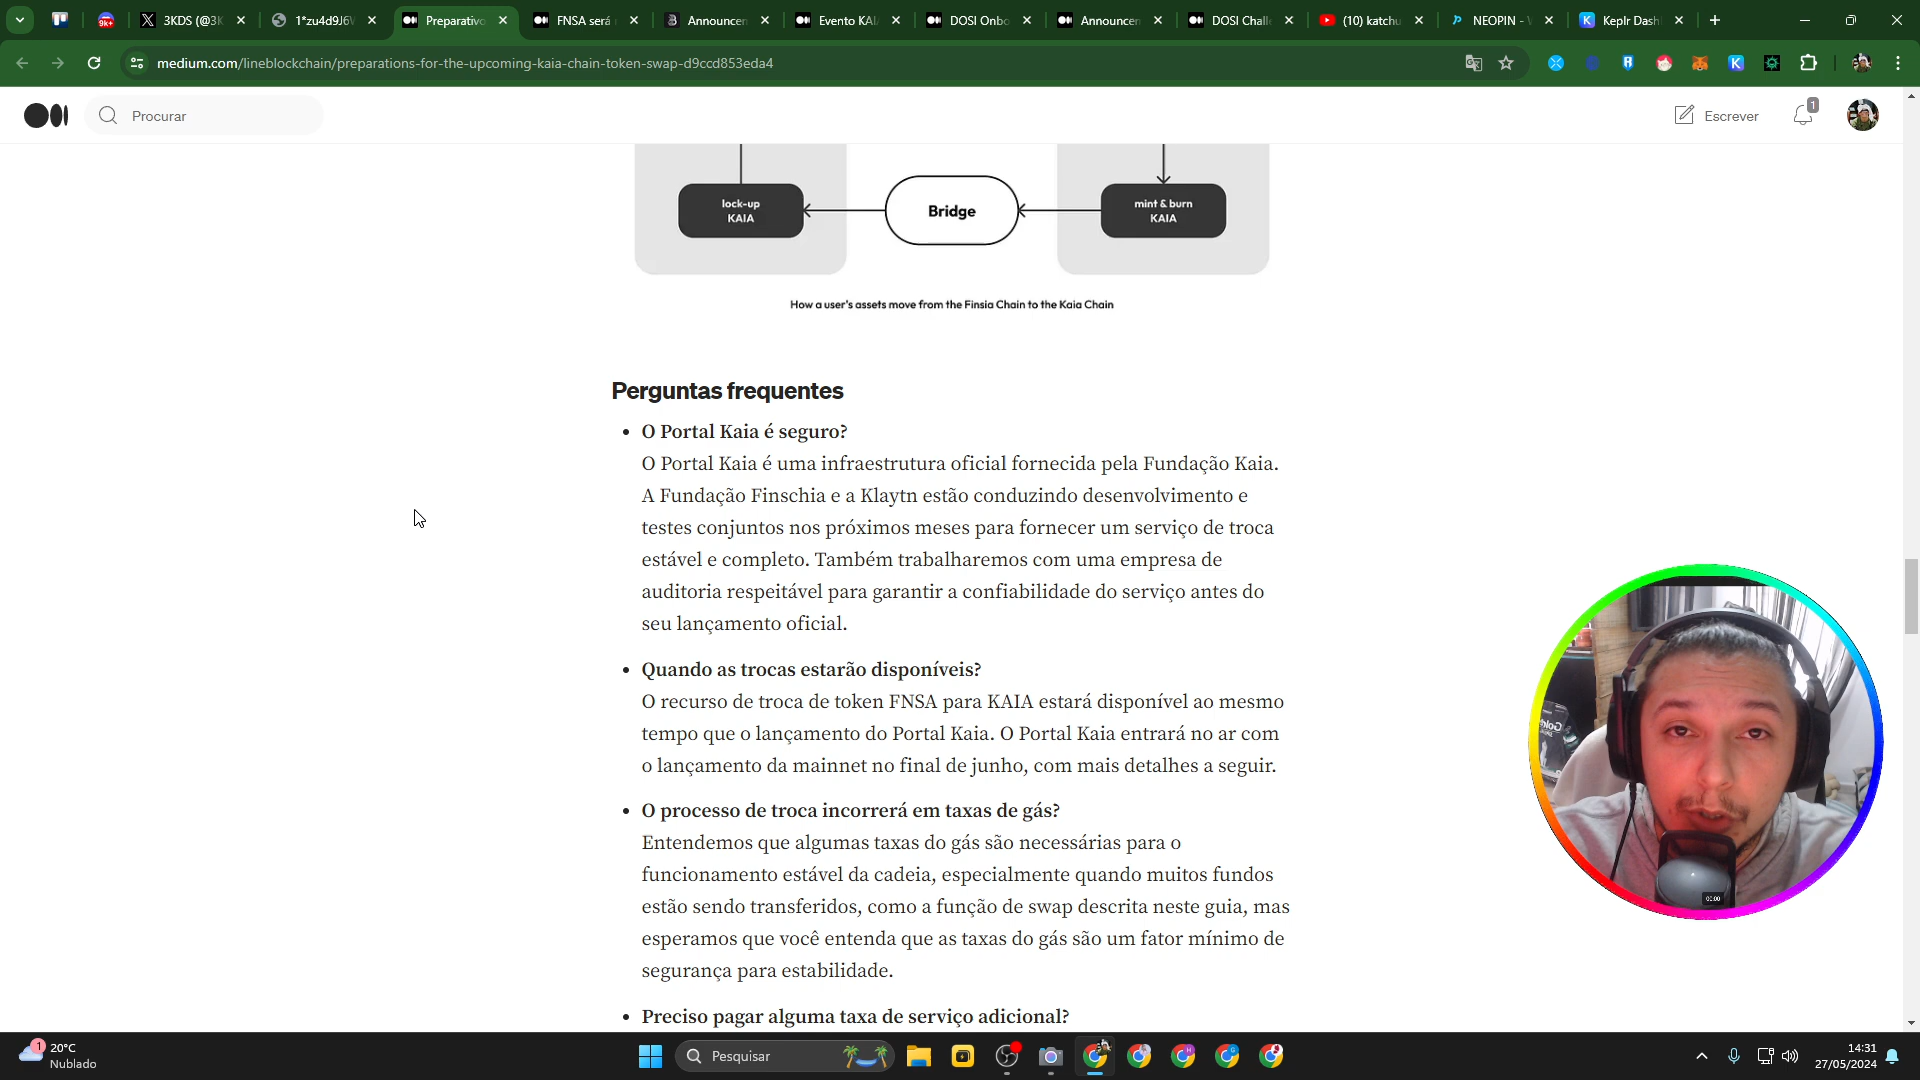 3KDS (@3K
1*zu4d9J6V
Preparativo
FNSA será
Announcen
Evento KAI
DOSI Onbo
Announcen
DOSI Chall
(10) katchu
NEOPIN -
Keplr Dash
medium.com/lineblockchain/preparations-for-the-upcoming-kaia-chain-token-swap-d9ccd853eda4
Procurar
Escrever
1
lock-up
KAIA
Bridge
mint & burn
KAIA
How a user's assets move from the Finsia Chain to the Kaia Chain
Perguntas frequentes
• O Portal Kaia é seguro?
O Portal Kaia é uma infraestrutura oficial fornecida pela Fundação Kaia.
A Fundação Finschia e a Klaytn estão conduzindo desenvolvimento e
testes conjuntos nos próximos meses para fornecer um serviço de troca
estável e completo. Também trabalharemos com uma empresa de
auditoria respeitável para garantir a confiabilidade do serviço antes do
seu lançamento oficial.
• Quando as trocas estarão disponíveis?
O recurso de troca de token FNSA para KAIA estará disponível ao mesmo
tempo que o lançamento do Portal Kaia. O Portal Kaia entrará no ar com
o lançamento da mainnet no final de junho, com mais detalhes a seguir.
• O processo de troca incorrerá em taxas de gás?
Entendemos que algumas taxas do gás são necessárias para o
funcionamento estável da cadeia, especialmente quando muitos fundos
estão sendo transferidos, como a função de swap descrita neste guia, mas
esperamos que você entenda que as taxas do gás são um fator mínimo de
segurança para estabilidade.
• Preciso pagar alguma taxa de serviço adicional?
00:00
1
20°C
Nublado
Pesquisar
14:31
27/05/2024